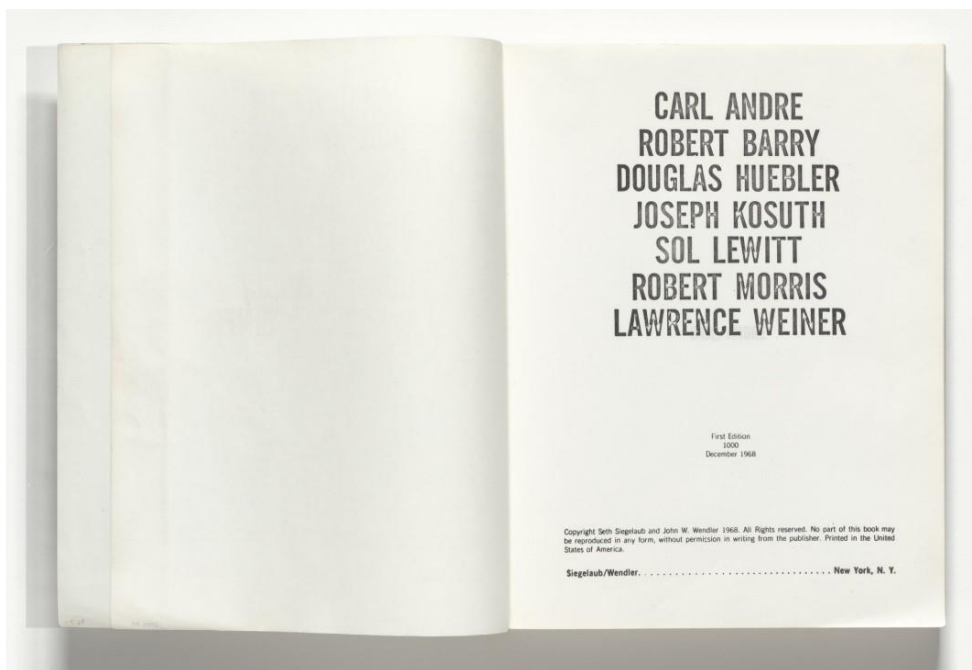 CARL ANDRE
ROBERT BARRY
DOUGLAS HUEBLER
JOSEPH KOSUTH
SOL LEWITT
ROBERT MORRIS
LAWRENCE WEINER
First Edition
1000
December 1968
Copyright Seth Siegelaub and John W. Wendler 1968. All Rights reserved. No part of this book may
be reproduced in any form, without permission in writing from the publisher. Printed in the United
States of America.
Siegelaub/Wendler. . . . . . . . . . . . . . . . . . . . . . . . . . . . . . . . New York, N. Y.